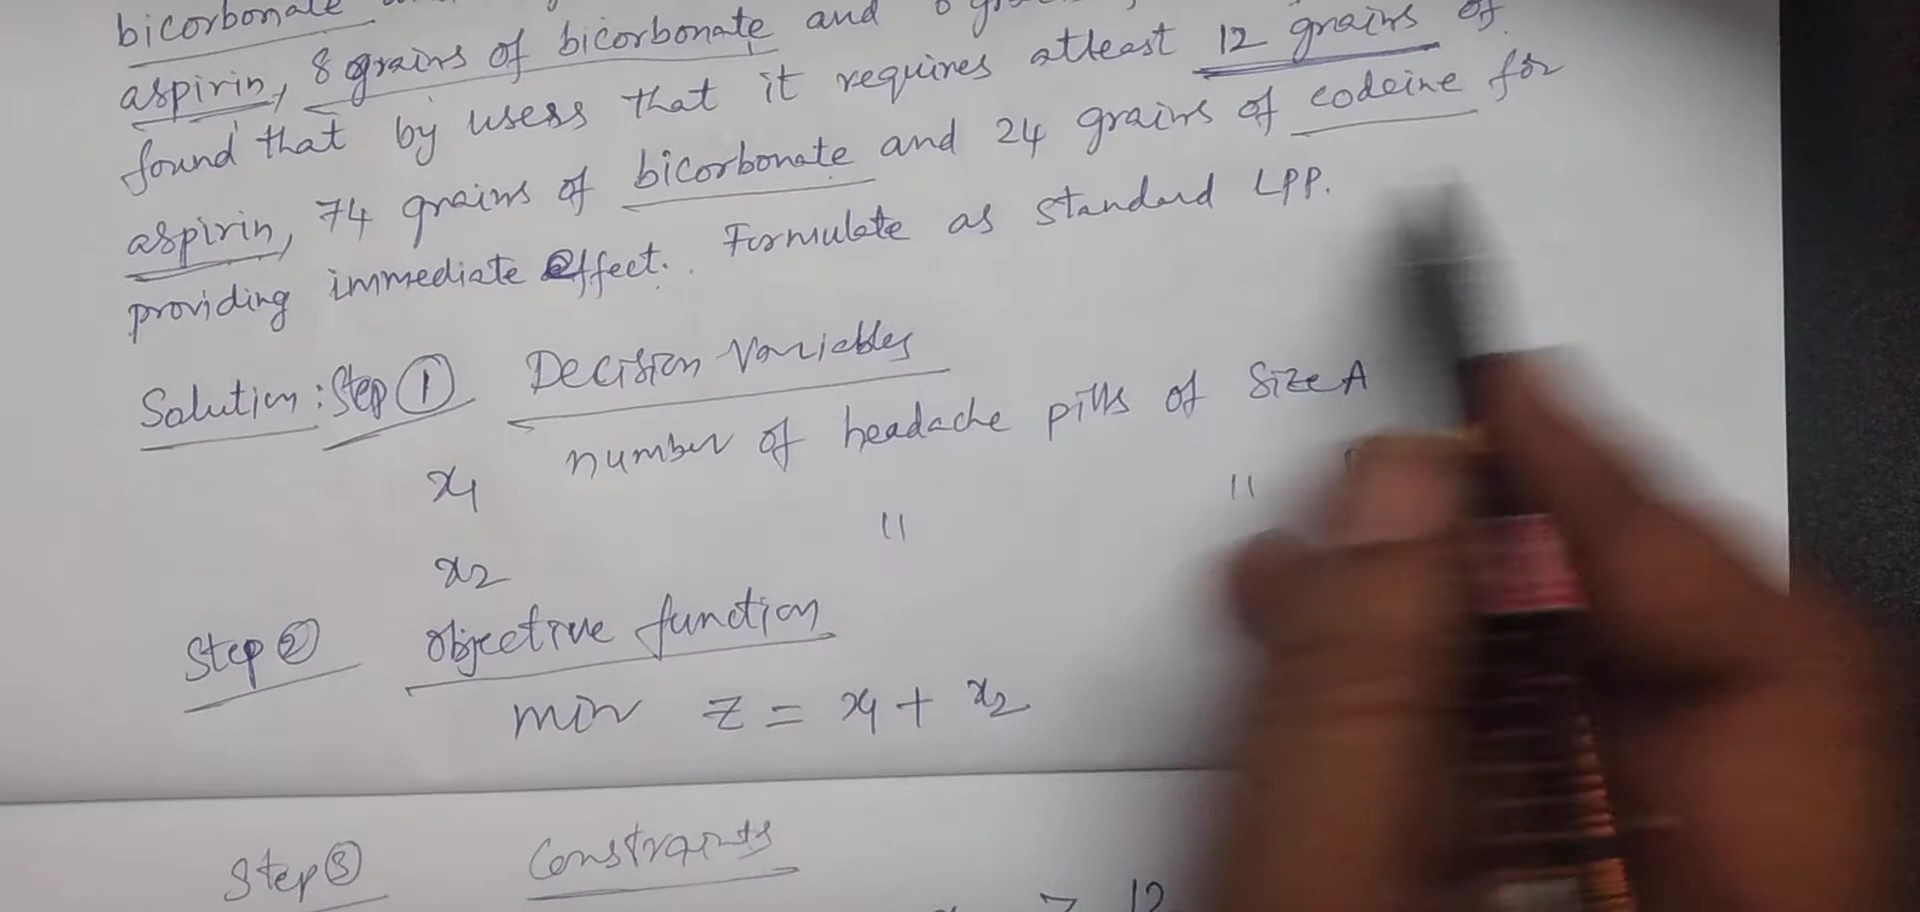 bicorbonate
aspirin, 8 grains of bicorbonate and
found that by usess that it requires atleast 12 grains of
aspirin, 74 grains of bicorbonate and 24 grains of codeine for
providing immediate effect. Formulate as standard LPP.
Solution: Step ① Decision Variables
x1 number of headache pills of Size A
x2 " "
Step ② objective function
min Z = x1 + x2
Step ③ Constraints
> 12